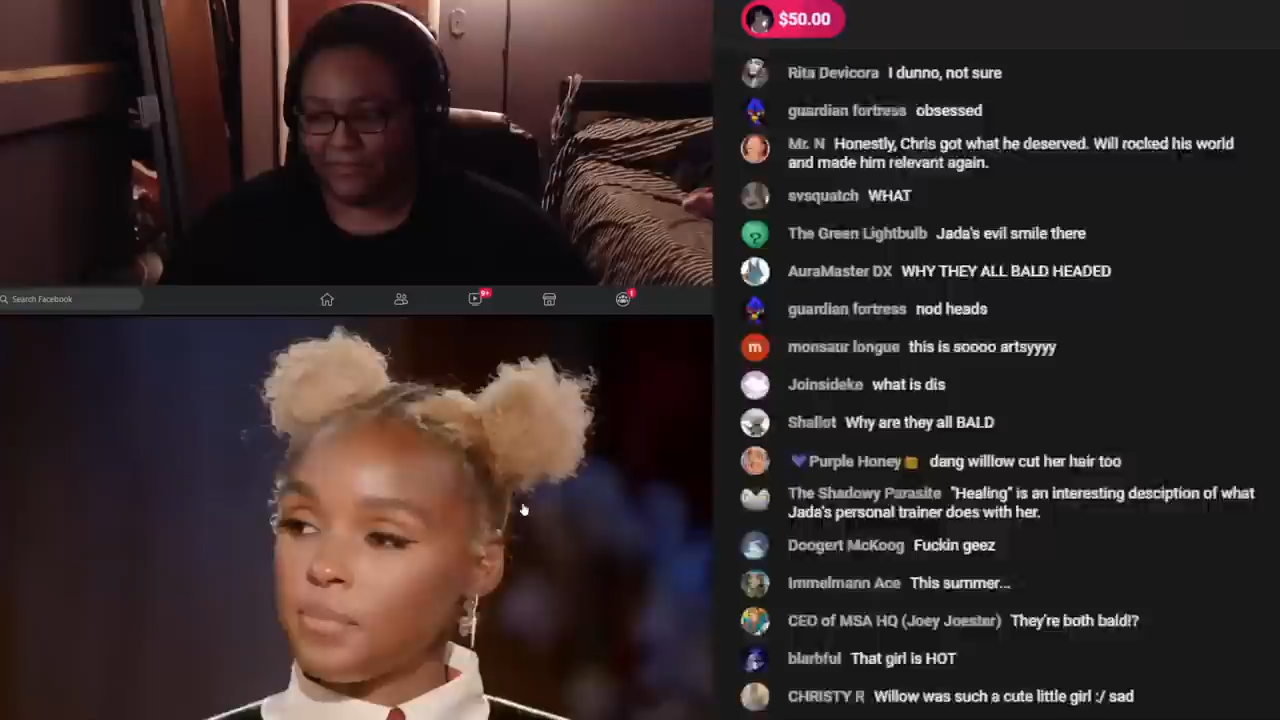 $50.00
Rita Devicora I dunno, not sure
guardian fortress obsessed
Mr. N Honestly, Chris got what he deserved. Will rocked his world
and made him relevant again.
svsquatch WHAT
The Green Lightbulb Jada's evil smile there
AuraMaster DX WHY THEY ALL BALD HEADED
guardian fortress nod heads
m monsaur longue this is soooo artsyyyy
Joinsideke what is dis
Shallot Why are they all BALD
Purple Honey dang willlow cut her hair too
The Shadowy Parasite "Healing" is an interesting desciption of what
Jada's personal trainer does with her.
Doogert McKoog Fuckin geez
Immelmann Ace This summer...
CEO of MSA HQ (Joey Joester) They're both bald!?
blarbful That girl is HOT
CHRISTY R Willow was such a cute little girl :/ sad
Search Facebook
9+
1